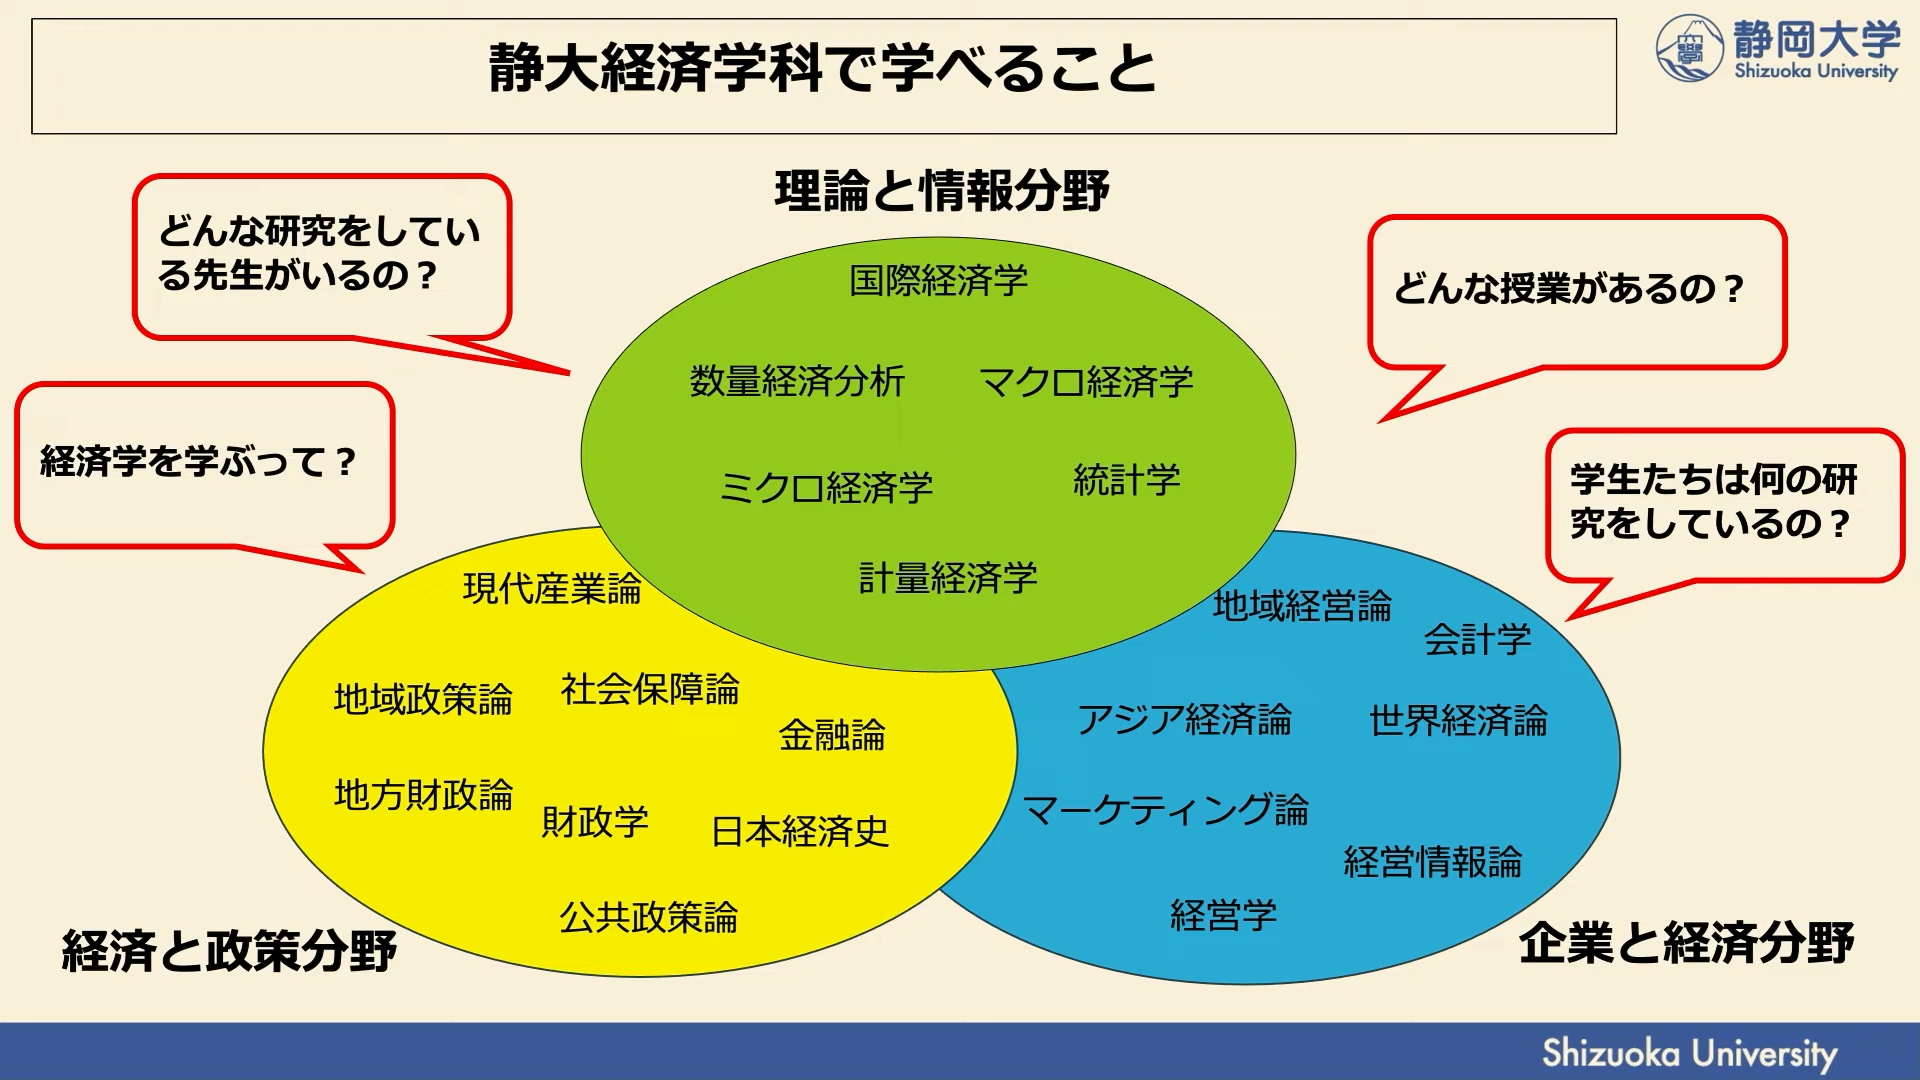 静大経済学科で学べること
静岡大学
Shizuoka University
理論と情報分野
どんな研究をしてい
る先生がいるの？
どんな授業があるの？
経済学を学ぶって？
学生たちは何の研
究をしているの？
国際経済学
数量経済分析
マクロ経済学
ミクロ経済学
統計学
計量経済学
現代産業論
地域政策論
社会保障論
金融論
地方財政論
財政学
日本経済史
公共政策論
経済と政策分野
地域経営論
会計学
アジア経済論
世界経済論
マーケティング論
経営情報論
経営学
企業と経済分野
Shizuoka University